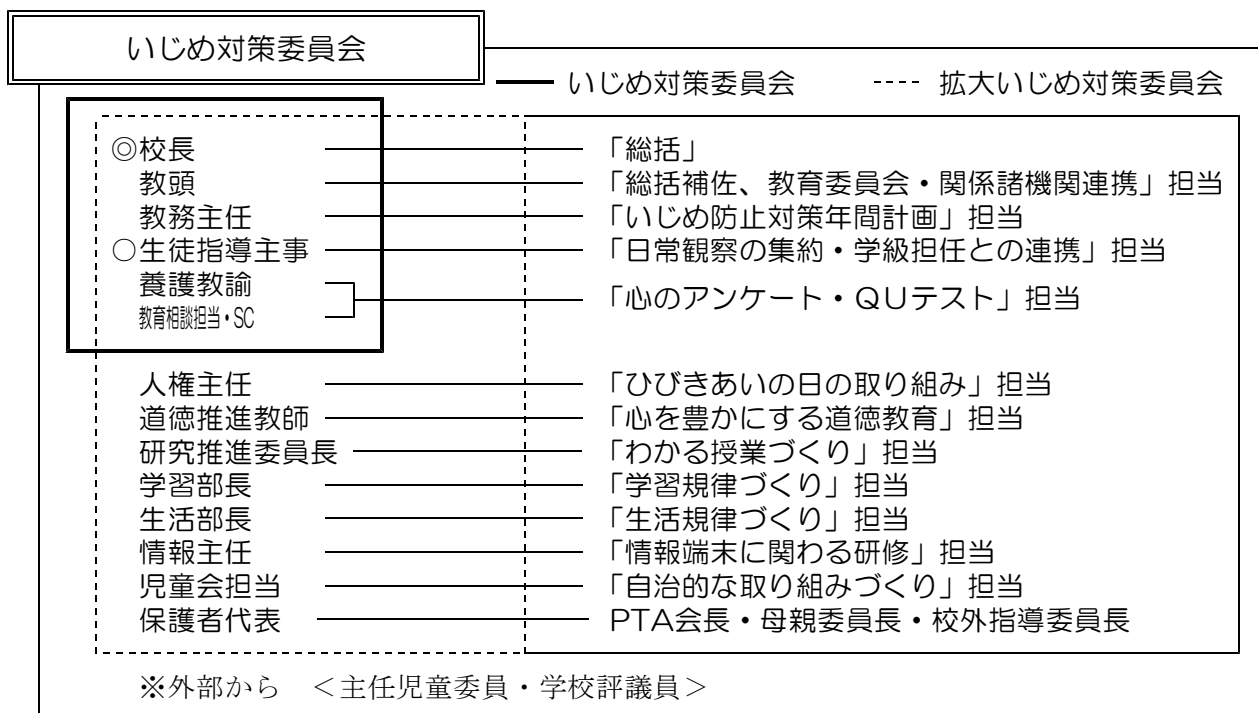 いじめ対策委員会
いじめ対策委員会 拡大いじめ対策委員会
◎校長 「総括」
教頭 「総括補佐、教育委員会・関係諸機関連携」担当
教務主任 「いじめ防止対策年間計画」担当
○生徒指導主事 「日常観察の集約・学級担任との連携」担当
養護教諭
「心のアンケート・QUテスト」担当
教育相談担当・SC
人権主任 「ひびきあいの日の取り組み」担当
道徳推進教師 「心を豊かにする道徳教育」担当
研究推進委員長 「わかる授業づくり」担当
学習部長 「学習規律づくり」担当
生活部長 「生活規律づくり」担当
情報主任 「情報端末に関わる研修」担当
児童会担当 「自治的な取り組みづくり」担当
保護者代表 PTA会長・母親委員長・校外指導委員長
※外部から <主任児童委員・学校評議員>